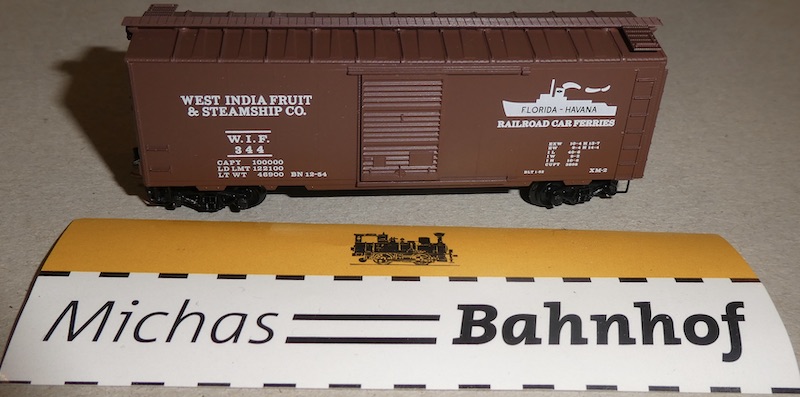 WEST INDIA FRUIT
& STEAMSHIP CO.
W.I.F.
344
CAPY 100000
LD LMT 122100
LT WT 46900 BN 12-54
FLORIDA - HAVANA
RAILROAD CAR FERRIES
XM-2
Michas Bahnhof